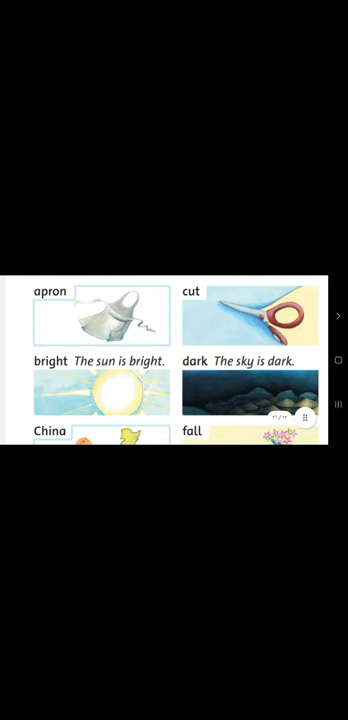 apron
cut
bright The sun is bright.
dark The sky is dark.
China
fall